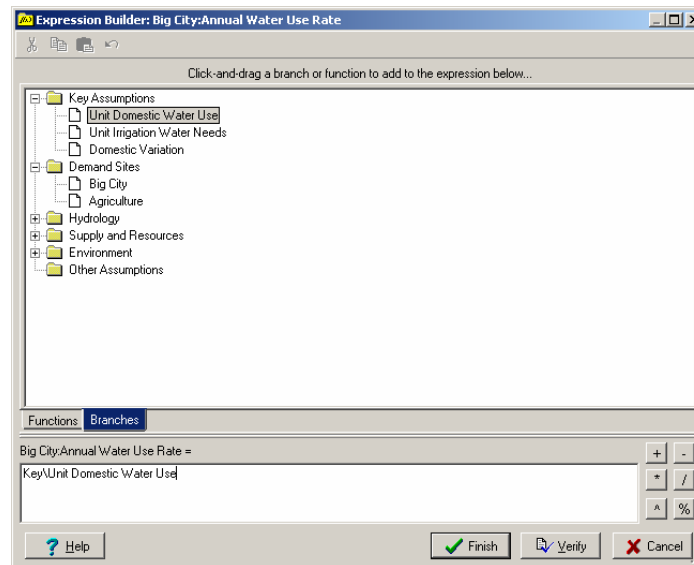 Expression Builder: Big City:Annual Water Use Rate
Click-and-drag a branch or function to add to the expression below...
Key Assumptions
Unit Domestic Water Use
Unit Irrigation Water Needs
Domestic Variation
Demand Sites
Big City
Agriculture
Hydrology
Supply and Resources
Environment
Other Assumptions
Functions Branches
Big City:Annual Water Use Rate =
+ -
Key\Unit Domestic Water Use
* /
^ %
? Help Finish Verify Cancel